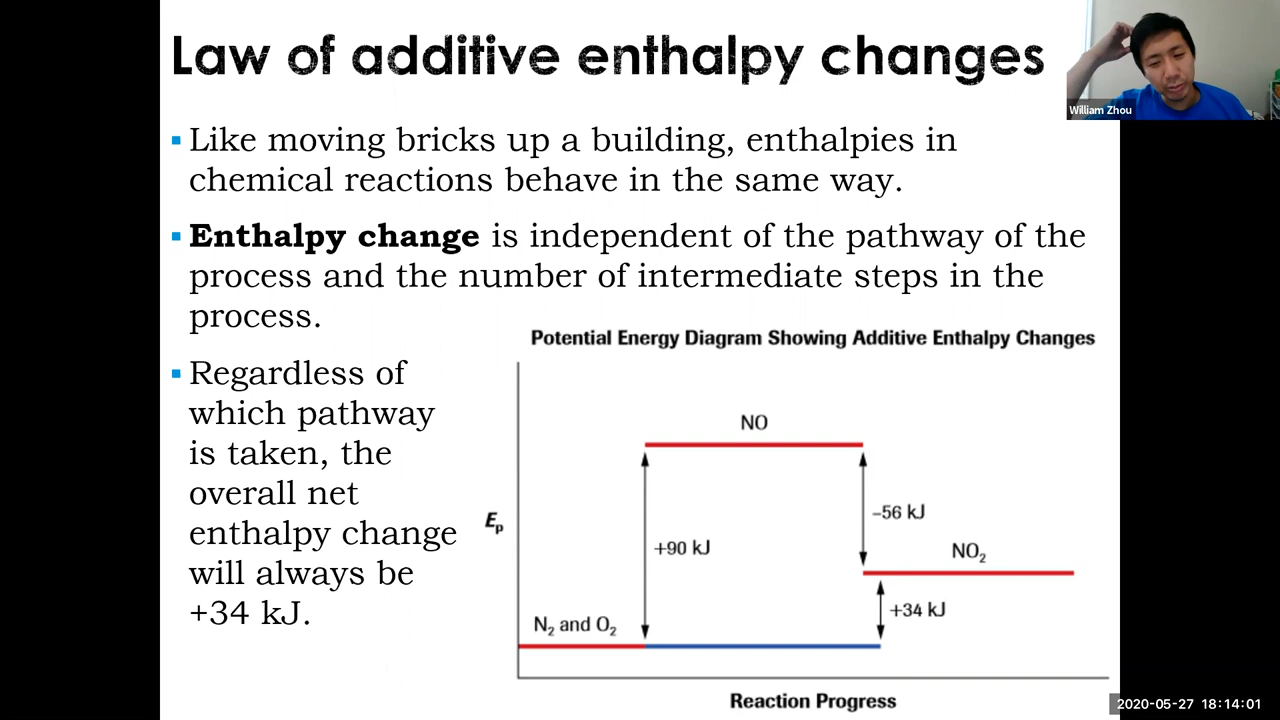 Law of additive enthalpy changes
William Zhou
Like moving bricks up a building, enthalpies in
chemical reactions behave in the same way.
Enthalpy change is independent of the pathway of the
process and the number of intermediate steps in the
process.
Regardless of
which pathway
is taken, the
overall net
enthalpy change
will always be
+34 kJ.
Potential Energy Diagram Showing Additive Enthalpy Changes
NO
–56 kJ
Eₚ
+90 kJ
NO₂
+34 kJ
N₂ and O₂
Reaction Progress
2020-05-27 18:14:01